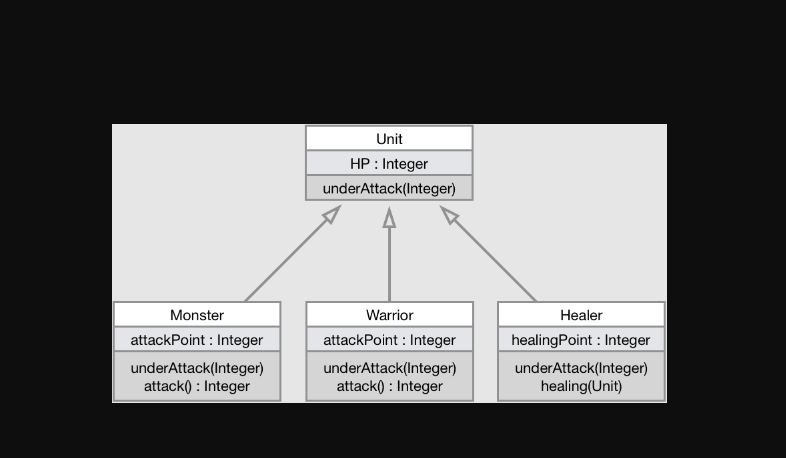 Unit
HP : Integer
underAttack(Integer)
Monster
attackPoint : Integer
underAttack(Integer)
attack() : Integer
Warrior
attackPoint : Integer
underAttack(Integer)
attack() : Integer
Healer
healingPoint : Integer
underAttack(Integer)
healing(Unit)